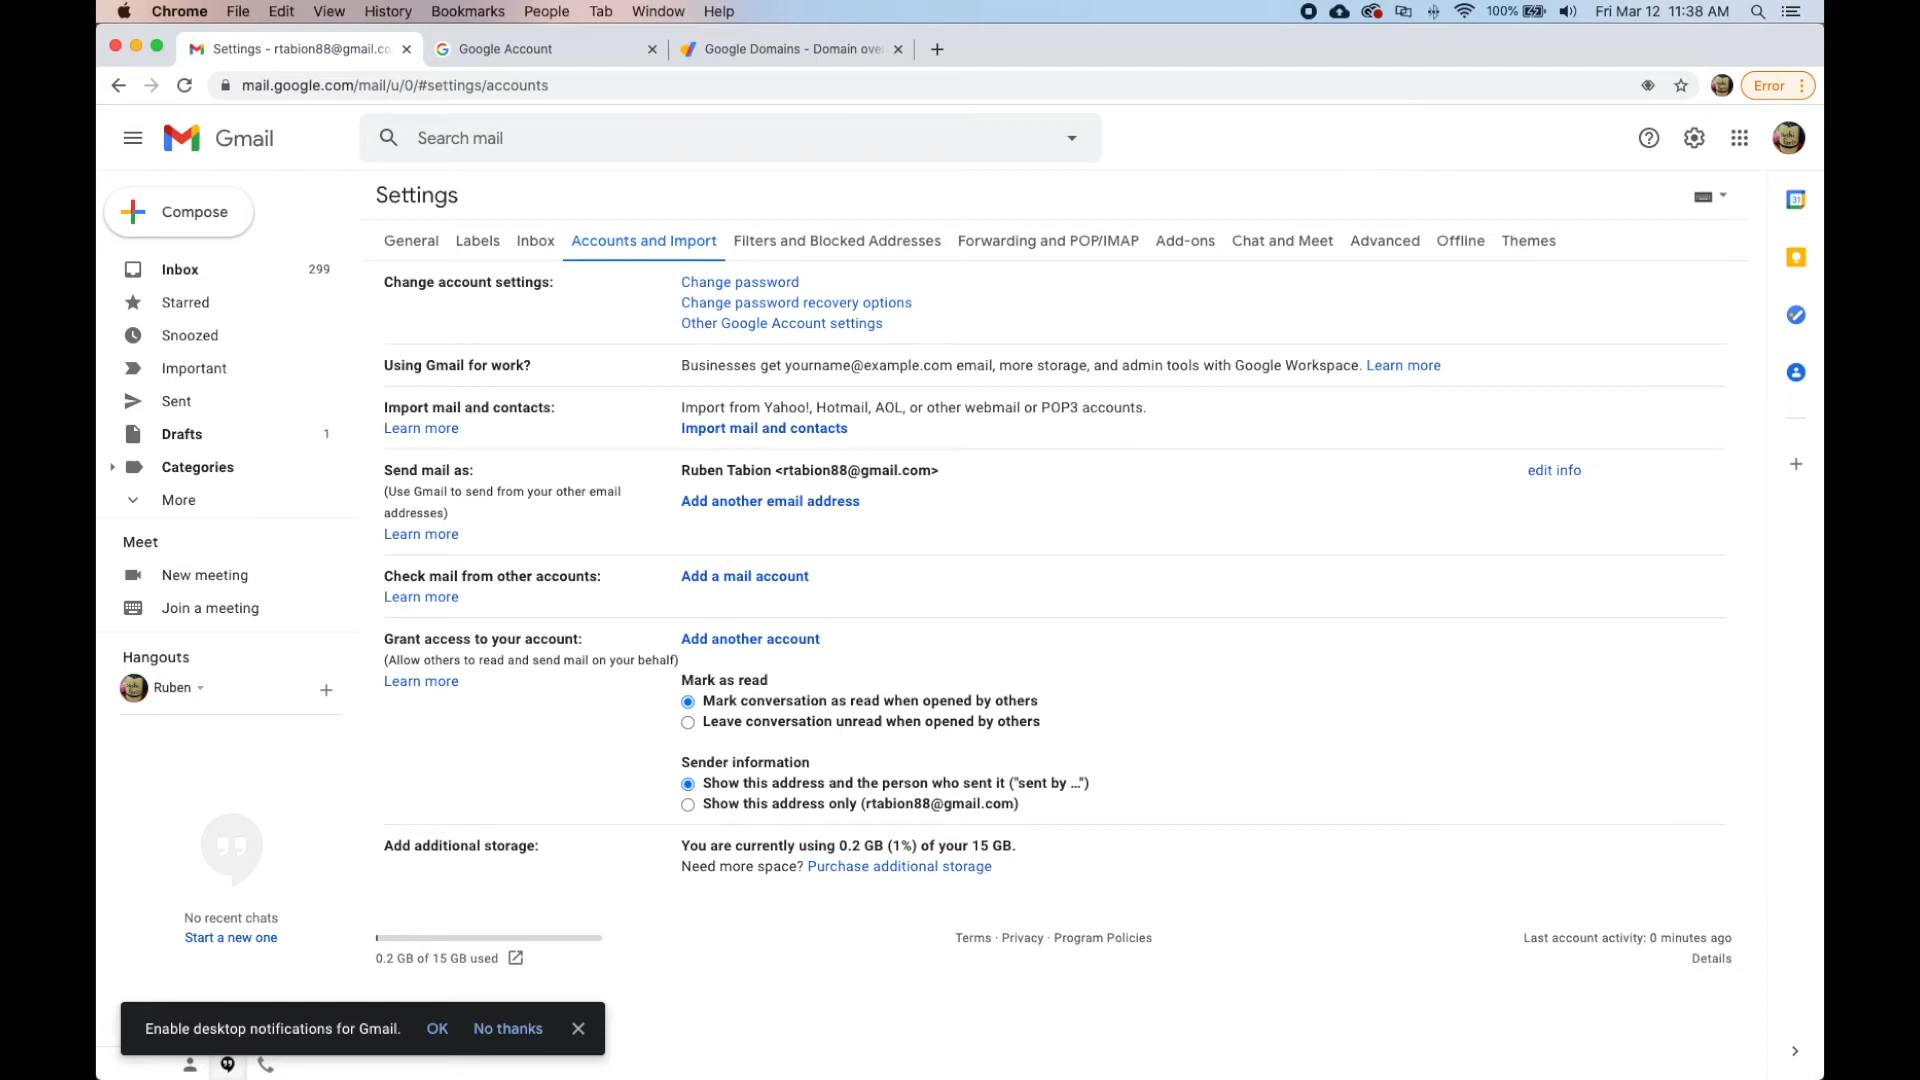 Chrome File Edit View History Bookmarks People Tab Window Help 100% Fri Mar 12 11:38 AM
Settings - rtabion88@gmail.co Google Account Google Domains - Domain ove
mail.google.com/mail/u/0/#settings/accounts Error
Gmail Search mail
Settings
Compose
General Labels Inbox Accounts and Import Filters and Blocked Addresses Forwarding and POP/IMAP Add-ons Chat and Meet Advanced Offline Themes
Inbox 299
Starred
Snoozed
Important
Sent
Drafts 1
Categories
More
Meet
New meeting
Join a meeting
Hangouts
Ruben
No recent chats
Start a new one
Change account settings: Change password
Change password recovery options
Other Google Account settings
Using Gmail for work? Businesses get yourname@example.com email, more storage, and admin tools with Google Workspace. Learn more
Import mail and contacts: Import from Yahoo!, Hotmail, AOL, or other webmail or POP3 accounts.
Learn more Import mail and contacts
Send mail as: Ruben Tabion <rtabion88@gmail.com> edit info
(Use Gmail to send from your other email
addresses)
Learn more
Add another email address
Check mail from other accounts: Add a mail account
Learn more
Grant access to your account: Add another account
(Allow others to read and send mail on your behalf)
Learn more
Mark as read
Mark conversation as read when opened by others
Leave conversation unread when opened by others
Sender information
Show this address and the person who sent it ("sent by ...")
Show this address only (rtabion88@gmail.com)
Add additional storage: You are currently using 0.2 GB (1%) of your 15 GB.
Need more space? Purchase additional storage
0.2 GB of 15 GB used
Terms · Privacy · Program Policies
Last account activity: 0 minutes ago
Details
Enable desktop notifications for Gmail. OK No thanks
31